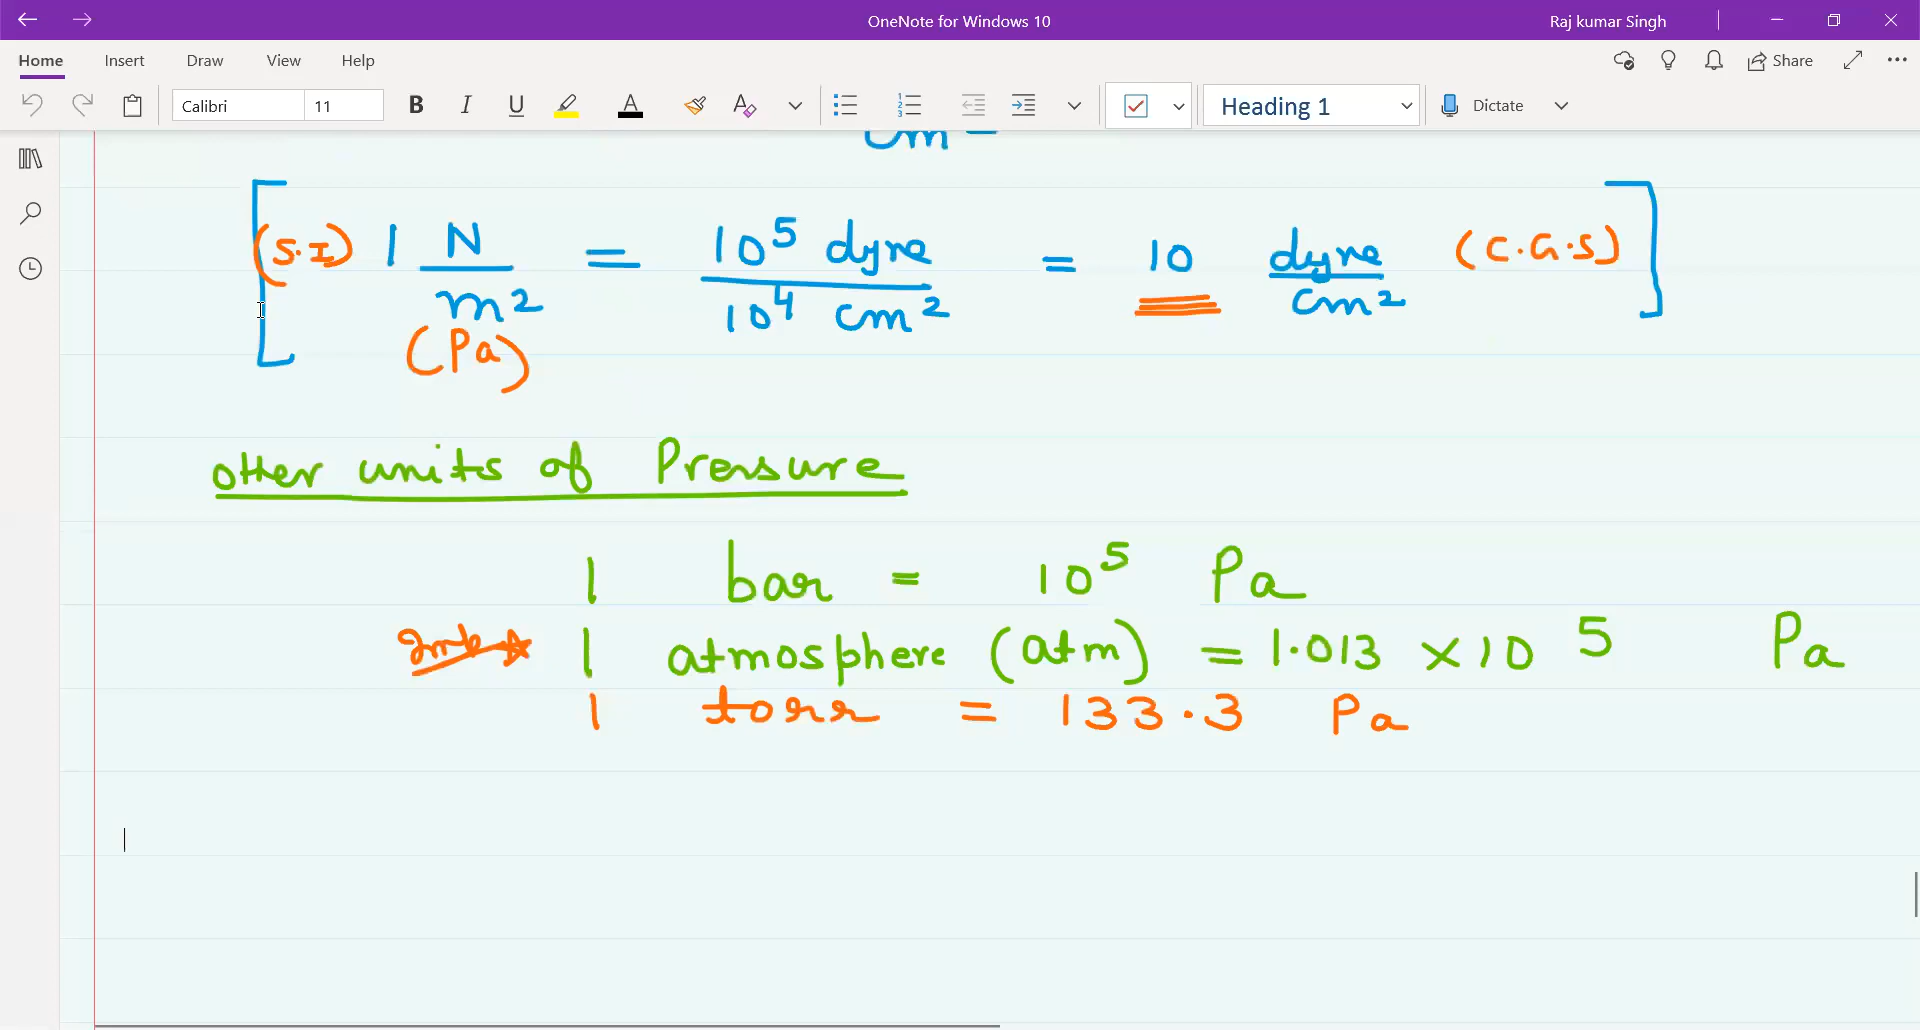 OneNote for Windows 10
Raj kumar Singh
Home Insert Draw View Help
Share
Calibri 11 B I U A Heading 1 Dictate
cm
(S.I) 1 N/m² = 10⁵ dyne/10⁴ cm² = 10 dyne/cm² (C.G.S)
(Pa)
other units of Pressure
1 bar = 10⁵ Pa
Imp 1 atmosphere (atm) = 1.013 × 10⁵ Pa
1 torr = 133.3 Pa